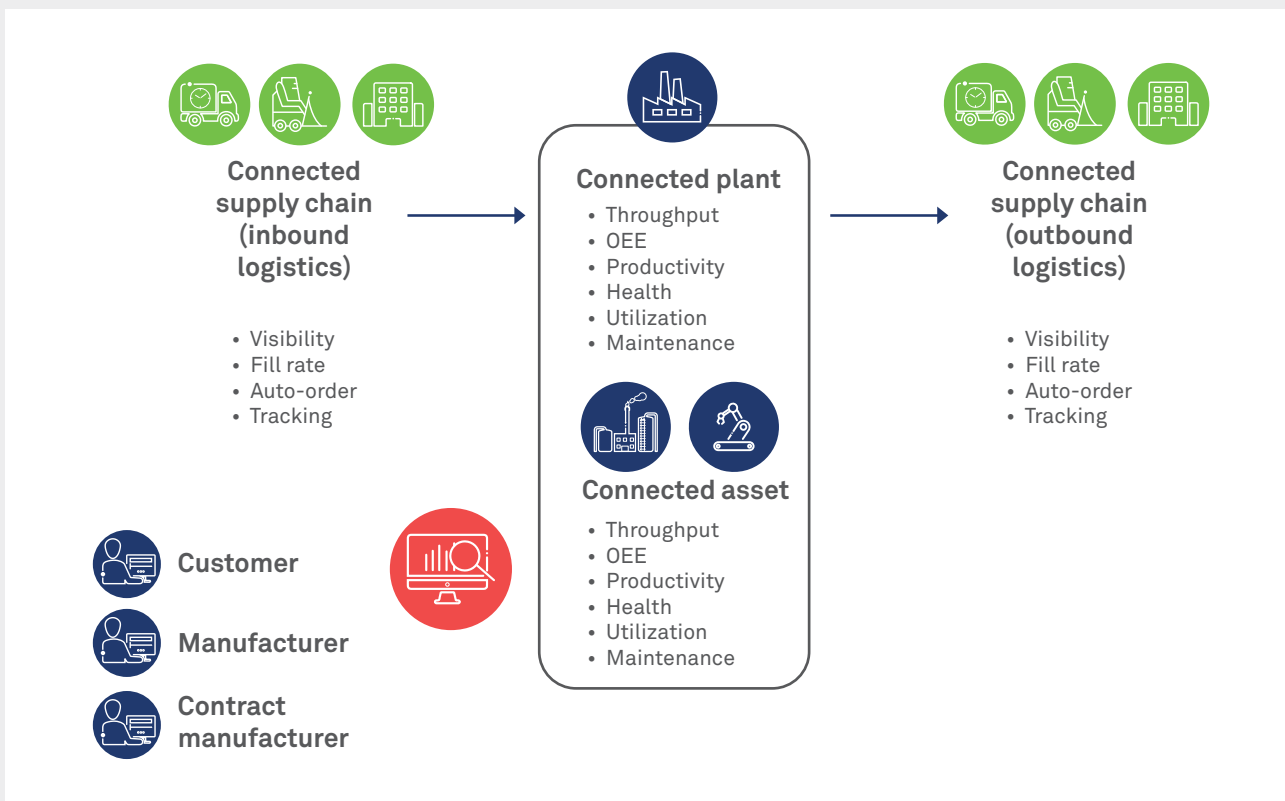 Connected
supply chain
(inbound
logistics)
• Visibility
• Fill rate
• Auto-order
• Tracking
Connected plant
• Throughput
• OEE
• Productivity
• Health
• Utilization
• Maintenance
Connected asset
• Throughput
• OEE
• Productivity
• Health
• Utilization
• Maintenance
Connected
supply chain
(outbound
logistics)
• Visibility
• Fill rate
• Auto-order
• Tracking
Customer
Manufacturer
Contract
manufacturer